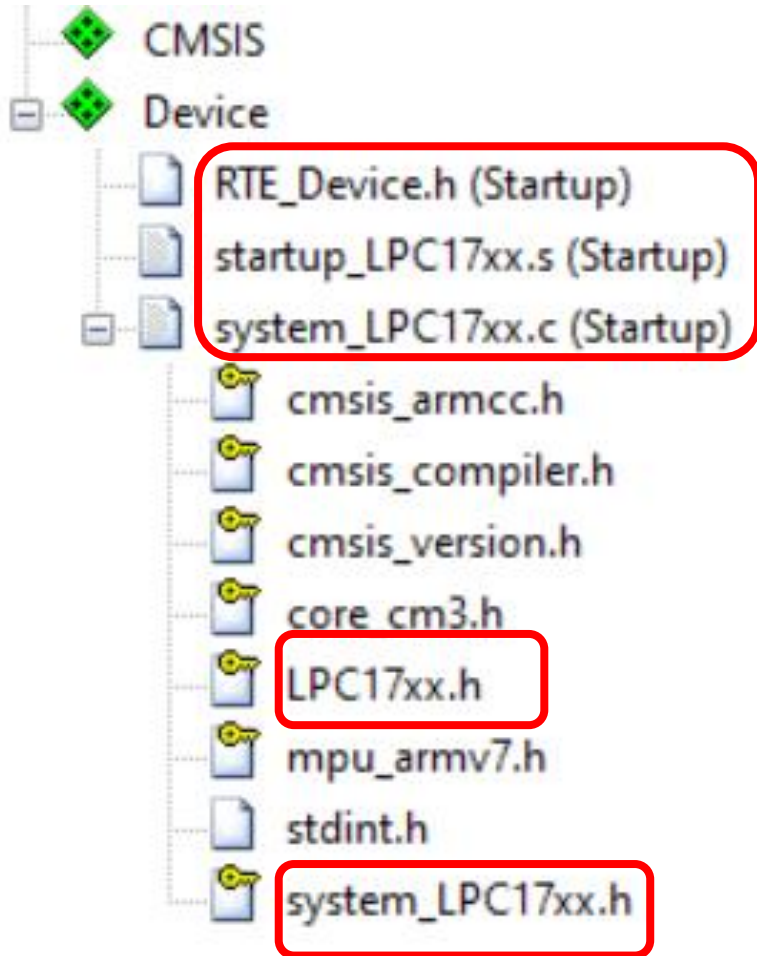 CMSIS
Device
RTE_Device.h (Startup)
startup_LPC17xx.s (Startup)
system_LPC17xx.c (Startup)
cmsis_armcc.h
cmsis_compiler.h
cmsis_version.h
core_cm3.h
LPC17xx.h
mpu_armv7.h
stdint.h
system_LPC17xx.h